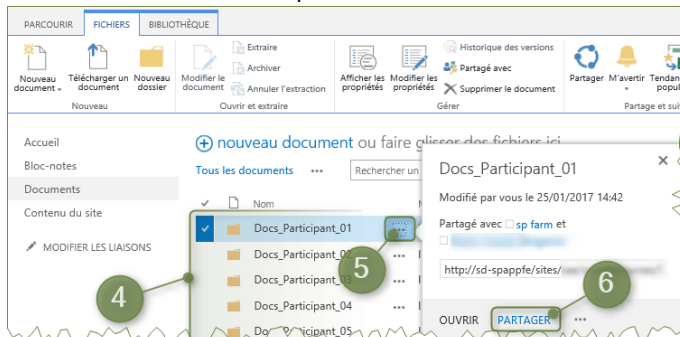 PARCOURIR FICHIERS BIBLIOTHÈQUE
Nouveau document
Télécharger un document
Nouveau dossier
Nouveau
Modifier le document
Extraire
Archiver
Annuler l'extraction
Ouvrir et extraire
Afficher les propriétés
Modifier les propriétés
Historique des versions
Partagé avec
Supprimer le document
Gérer
Partager
M'avertir
Partage et
Accueil
Bloc-notes
Documents
Contenu du site
MODIFIER LES LIAISONS
nouveau document ou faire glisser des fichiers ici
Tous les documents ... Rechercher un
Nom
Docs_Participant_01 ...
Docs_Participant_02
Docs_Participant_03 ...
Docs_Participant_04 ...
Docs_Participant_05
4
5
6
Docs_Participant_01
Modifié par vous le 25/01/2017 14:42
Partagé avec sp farm et
http://sd-spappfe/sites/
OUVRIR PARTAGER ...